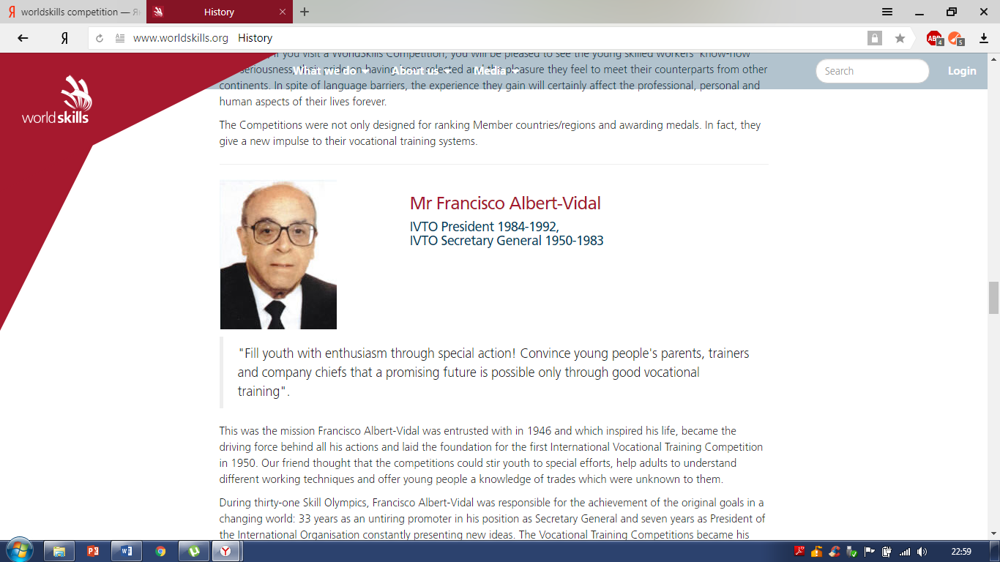 worldskills competition — Я
History
www.worldskills.org History
if you visit a WorldSkills Competition, you will be pleased to see the young skilled workers' know-how
What we do
About us
Media
Search
Login
seriousness, their pride on having been selected and the pleasure they feel to meet their counterparts from other
continents. In spite of language barriers, the experience they gain will certainly affect the professional, personal and
human aspects of their lives forever.
world skills
The Competitions were not only designed for ranking Member countries/regions and awarding medals. In fact, they
give a new impulse to their vocational training systems.
Mr Francisco Albert-Vidal
IVTO President 1984-1992,
IVTO Secretary General 1950-1983
"Fill youth with enthusiasm through special action! Convince young people's parents, trainers
and company chiefs that a promising future is possible only through good vocational
training".
This was the mission Francisco Albert-Vidal was entrusted with in 1946 and which inspired his life, became the
driving force behind all his actions and laid the foundation for the first International Vocational Training Competition
in 1950. Our friend thought that the competitions could stir youth to special efforts, help adults to understand
different working techniques and offer young people a knowledge of trades which were unknown to them.
During thirty-one Skill Olympics, Francisco Albert-Vidal was responsible for the achievement of the original goals in a
changing world: 33 years as an untiring promoter in his position as Secretary General and seven years as President of
the International Organisation constantly presenting new ideas. The Vocational Training Competitions became his
22:59